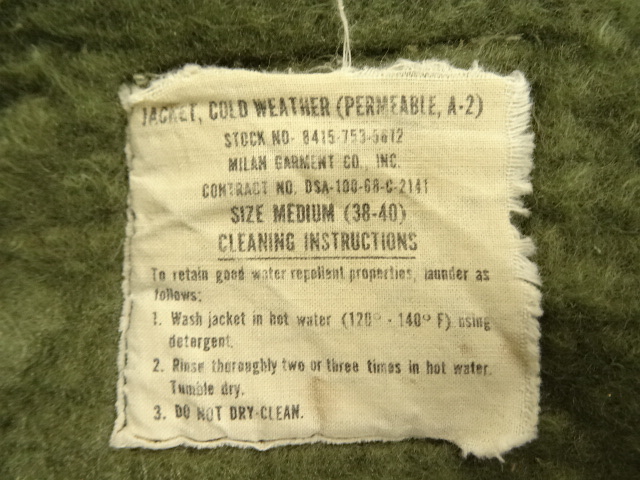 JACKET, COLD WEATHER (PERMEABLE, A-2)
STOCK NO- 8415-753-5612
MILAN GARMENT CO., INC.
CONTRACT NO, DSA-100-68-C-2141
SIZE MEDIUM (38-40)
CLEANING INSTRUCTIONS
To retain good water repellent properties, launder as
follows:
1. Wash jacket in hot water (120° - 140° F) using
detergent.
2. Rinse thoroughly two or three times in hot water.
Tumble dry.
3. DO NOT DRY-CLEAN.